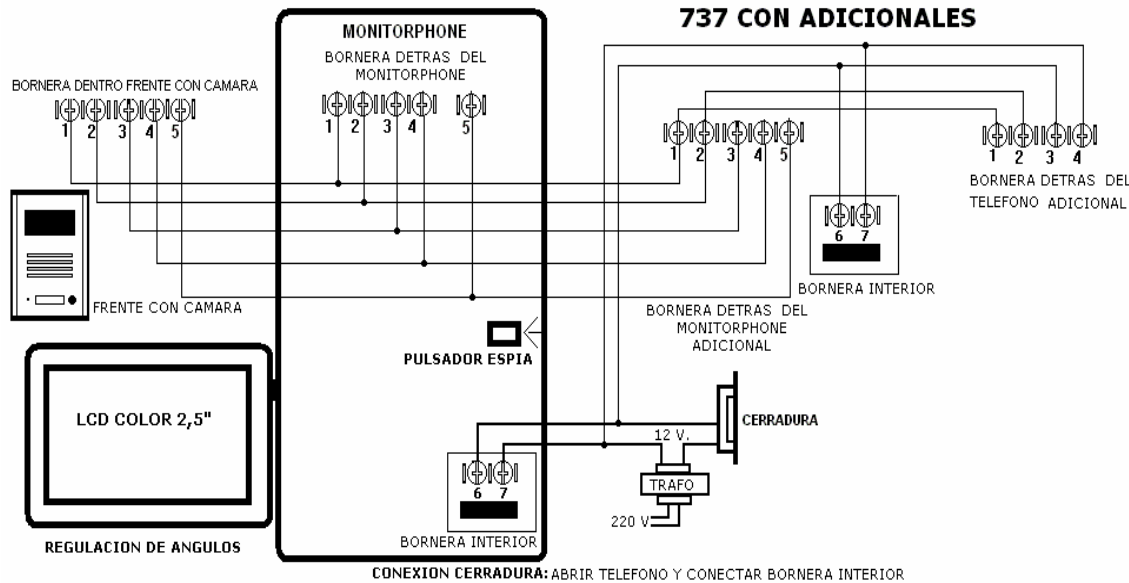 737 CON ADICIONALES
MONITORPHONE
BORNERA DETRAS DEL
MONITORPHONE
BORNERA DENTRO FRENTE CON CAMARA
1 2 3 4 5
1 2 3 4 5
1 2 3 4 5
1 2 3 4
BORNERA DETRAS DEL
TELEFONO ADICIONAL
6 7
BORNERA INTERIOR
FRENTE CON CAMARA
BORNERA DETRAS DEL
MONITORPHONE
ADICIONAL
PULSADOR ESPIA
LCD COLOR 2,5"
CERRADURA
12 V.
TRAFO
220 V
6 7
BORNERA INTERIOR
REGULACION DE ANGULOS
CONEXION CERRADURA: ABRIR TELEFONO Y CONECTAR BORNERA INTERIOR